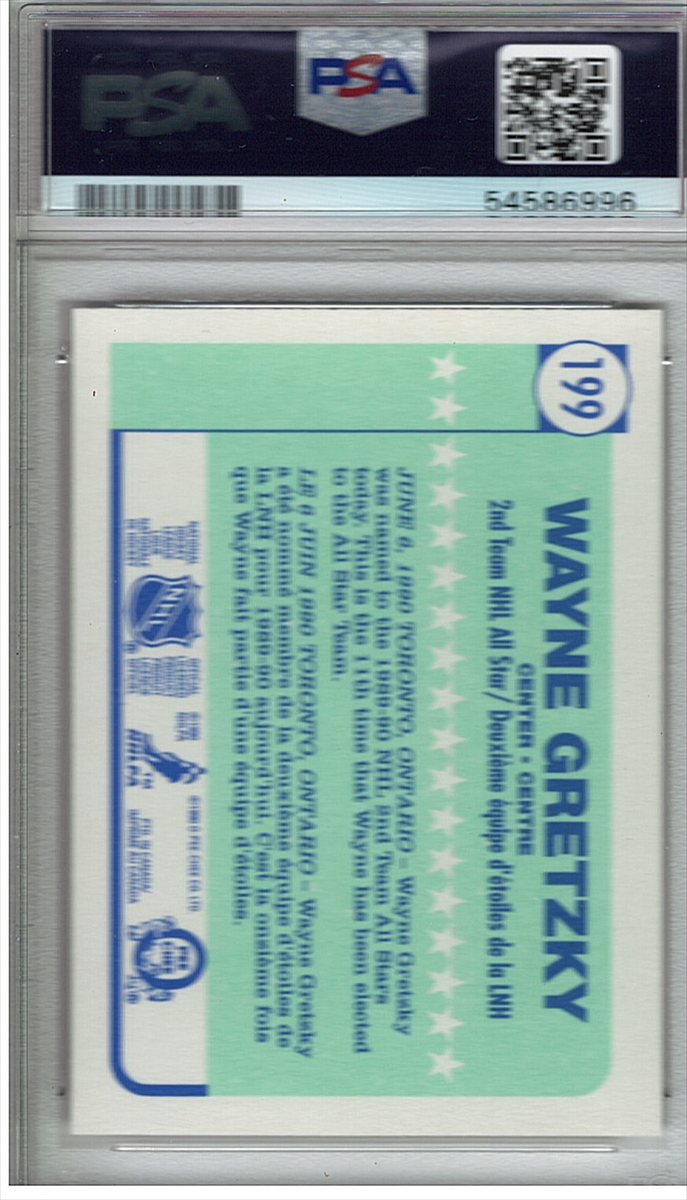 PSA
PSA
54586996
199
WAYNE GRETZKY
CENTER • CENTRE
2nd Team NHL All Star/Deuxième équipe d'étoiles de la LNH
JUNE 6, 1990 TORONTO, ONTARIO – Wayne Gretzky
was named to the 1989-90 NHL 2nd Team All Stars
today. This is the 11th time that Wayne has been elected
to the All Star Team.
LE 6 JUIN 1990 TORONTO, ONTARIO – Wayne Gretzky
a été nommé membre de la deuxième équipe d'étoiles de
la LNH pour 1989-90 aujourd'hui. C'est la onzième fois
que Wayne fait partie d'une équipe d'étoiles.
NHL